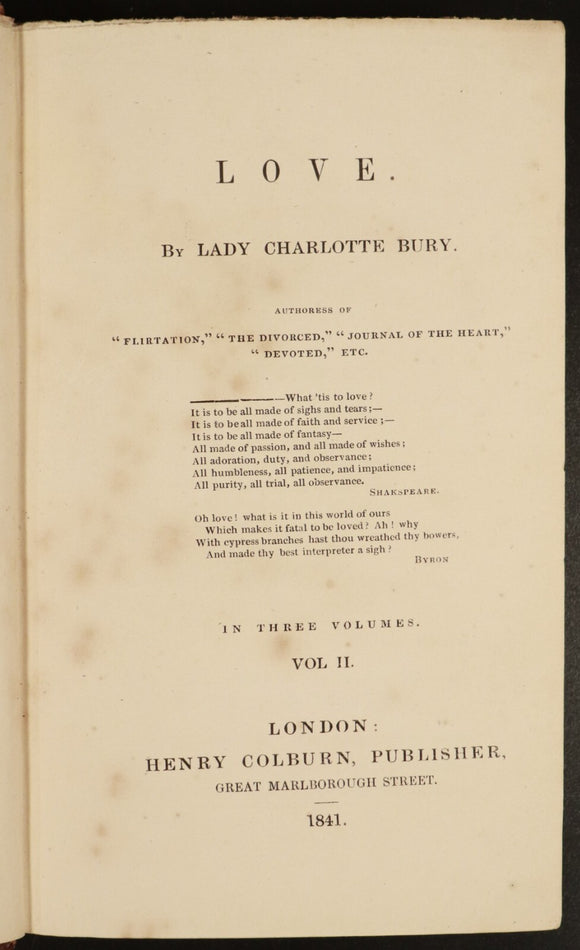 LOVE.
By LADY CHARLOTTE BURY.
AUTHORESS OF
“ FLIRTATION,” “ THE DIVORCED,” “ JOURNAL OF THE HEART,”
“ DEVOTED,” ETC.
—————What 'tis to love ?
It is to be all made of sighs and tears;—
It is to be all made of faith and service ;—
It is to be all made of fantasy—
All made of passion, and all made of wishes;
All adoration, duty, and observance;
All humbleness, all patience, and impatience;
All purity, all trial, all observance.
SHAKSPEARE.
Oh love! what is it in this world of ours
Which makes it fatal to be loved? Ah ! why
With cypress branches hast thou wreathed thy bowers,
And made thy best interpreter a sigh ?
BYRON
IN THREE VOLUMES.
VOL II.
LONDON:
HENRY COLBURN, PUBLISHER,
GREAT MARLBOROUGH STREET.
1841.